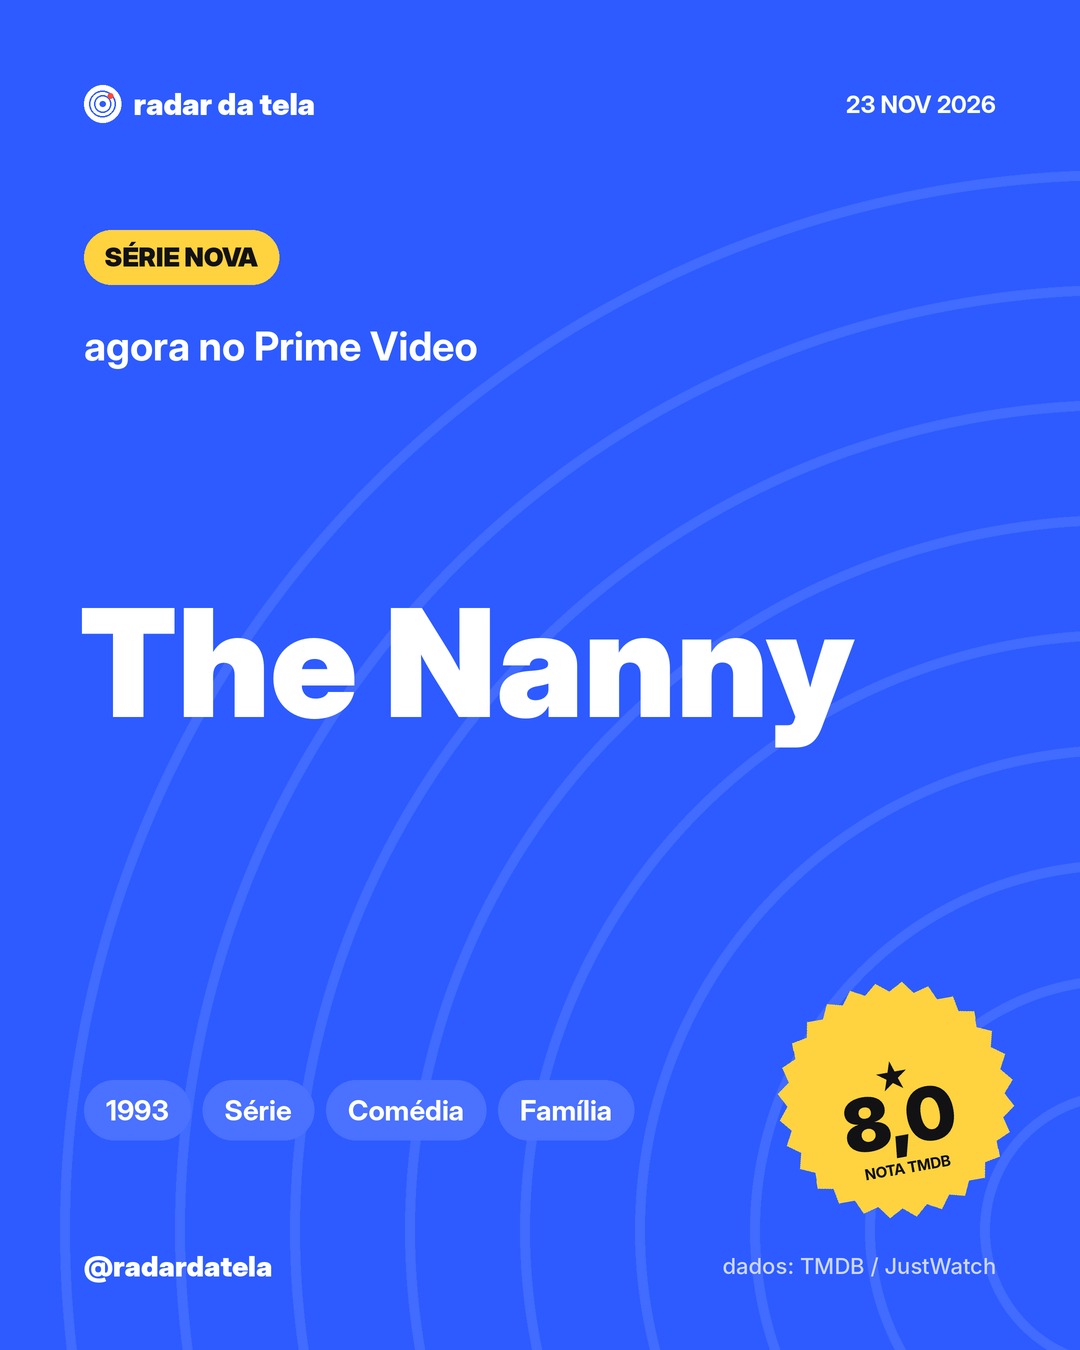 radar da tela
23 NOV 2026
SÉRIE NOVA
agora no Prime Video
The Nanny
1993
Série
Comédia
Família
★
8,0
NOTA TMDB
@radardatela
dados: TMDB / JustWatch